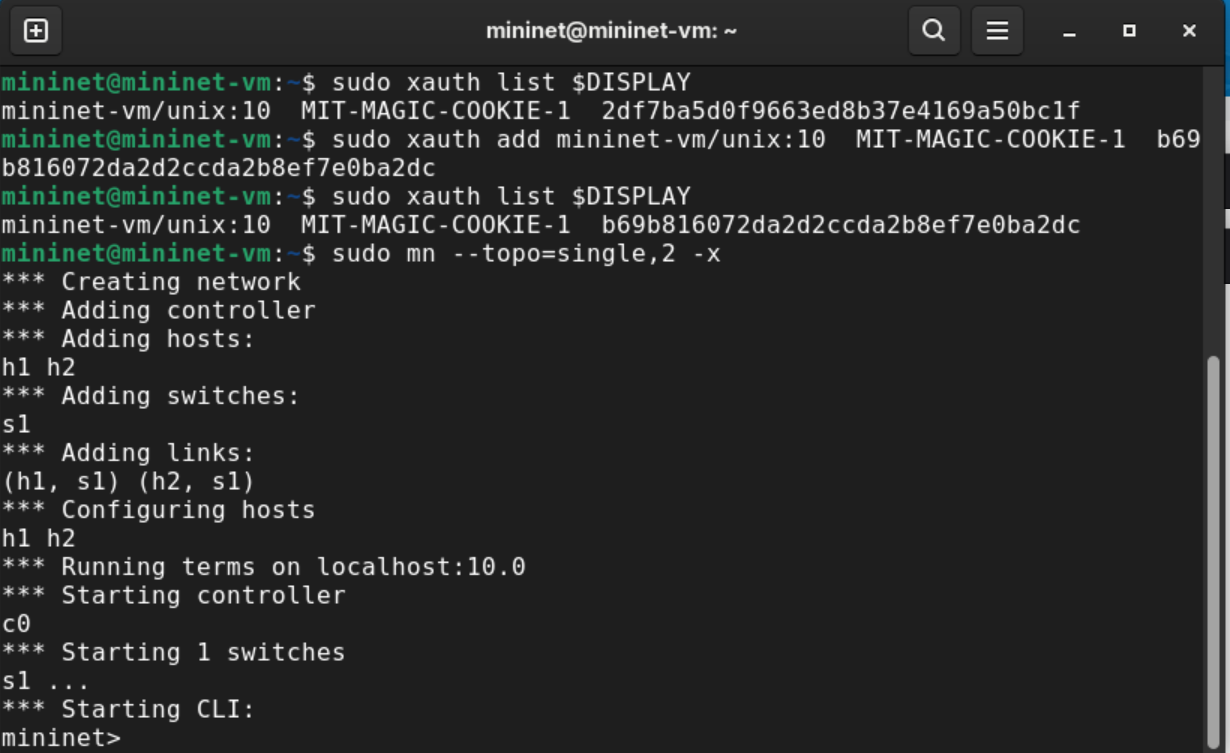 mininet@mininet-vm: ~
mininet@mininet-vm:~$ sudo xauth list $DISPLAY
mininet-vm/unix:10  MIT-MAGIC-COOKIE-1  2df7ba5d0f9663ed8b37e4169a50bc1f
mininet@mininet-vm:~$ sudo xauth add mininet-vm/unix:10  MIT-MAGIC-COOKIE-1  b69
b816072da2d2ccda2b8ef7e0ba2dc
mininet@mininet-vm:~$ sudo xauth list $DISPLAY
mininet-vm/unix:10  MIT-MAGIC-COOKIE-1  b69b816072da2d2ccda2b8ef7e0ba2dc
mininet@mininet-vm:~$ sudo mn --topo=single,2 -x
*** Creating network
*** Adding controller
*** Adding hosts:
h1 h2
*** Adding switches:
s1
*** Adding links:
(h1, s1) (h2, s1)
*** Configuring hosts
h1 h2
*** Running terms on localhost:10.0
*** Starting controller
c0
*** Starting 1 switches
s1 ...
*** Starting CLI:
mininet>